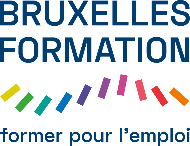 BRUXELLES
FORMATION
former pour l'emploi